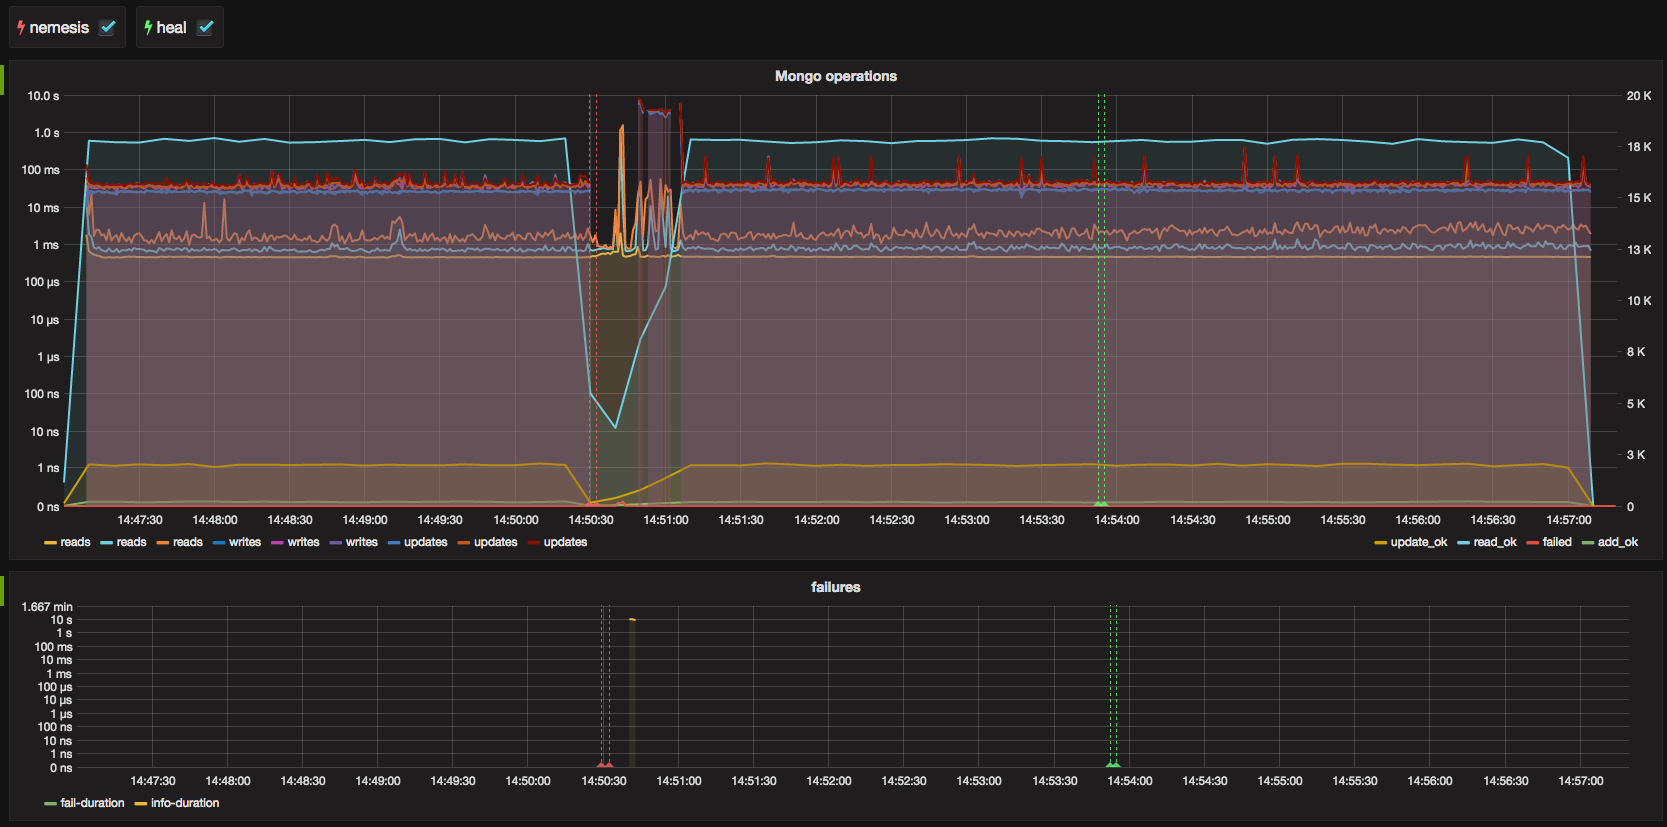 nemesis heal
Mongo operations
10.0 s 20 K
1.0 s
18 K
100 ms
15 K
10 ms
1 ms 13 K
100 µs
10 K
10 µs
1 µs 8 K
100 ns
5 K
10 ns
1 ns 3 K
0 ns 0
14:47:30 14:48:00 14:48:30 14:49:00 14:49:30 14:50:00 14:50:30 14:51:00 14:51:30 14:52:00 14:52:30 14:53:00 14:53:30 14:54:00 14:54:30 14:55:00 14:55:30 14:56:00 14:56:30 14:57:00
reads reads reads writes writes writes updates updates updates update_ok read_ok failed add_ok
failures
1.667 min
10 s
1 s
100 ms
10 ms
1 ms
100 µs
10 µs
1 µs
100 ns
10 ns
1 ns
0 ns
14:47:30 14:48:00 14:48:30 14:49:00 14:49:30 14:50:00 14:50:30 14:51:00 14:51:30 14:52:00 14:52:30 14:53:00 14:53:30 14:54:00 14:54:30 14:55:00 14:55:30 14:56:00 14:56:30 14:57:00
fail-duration info-duration